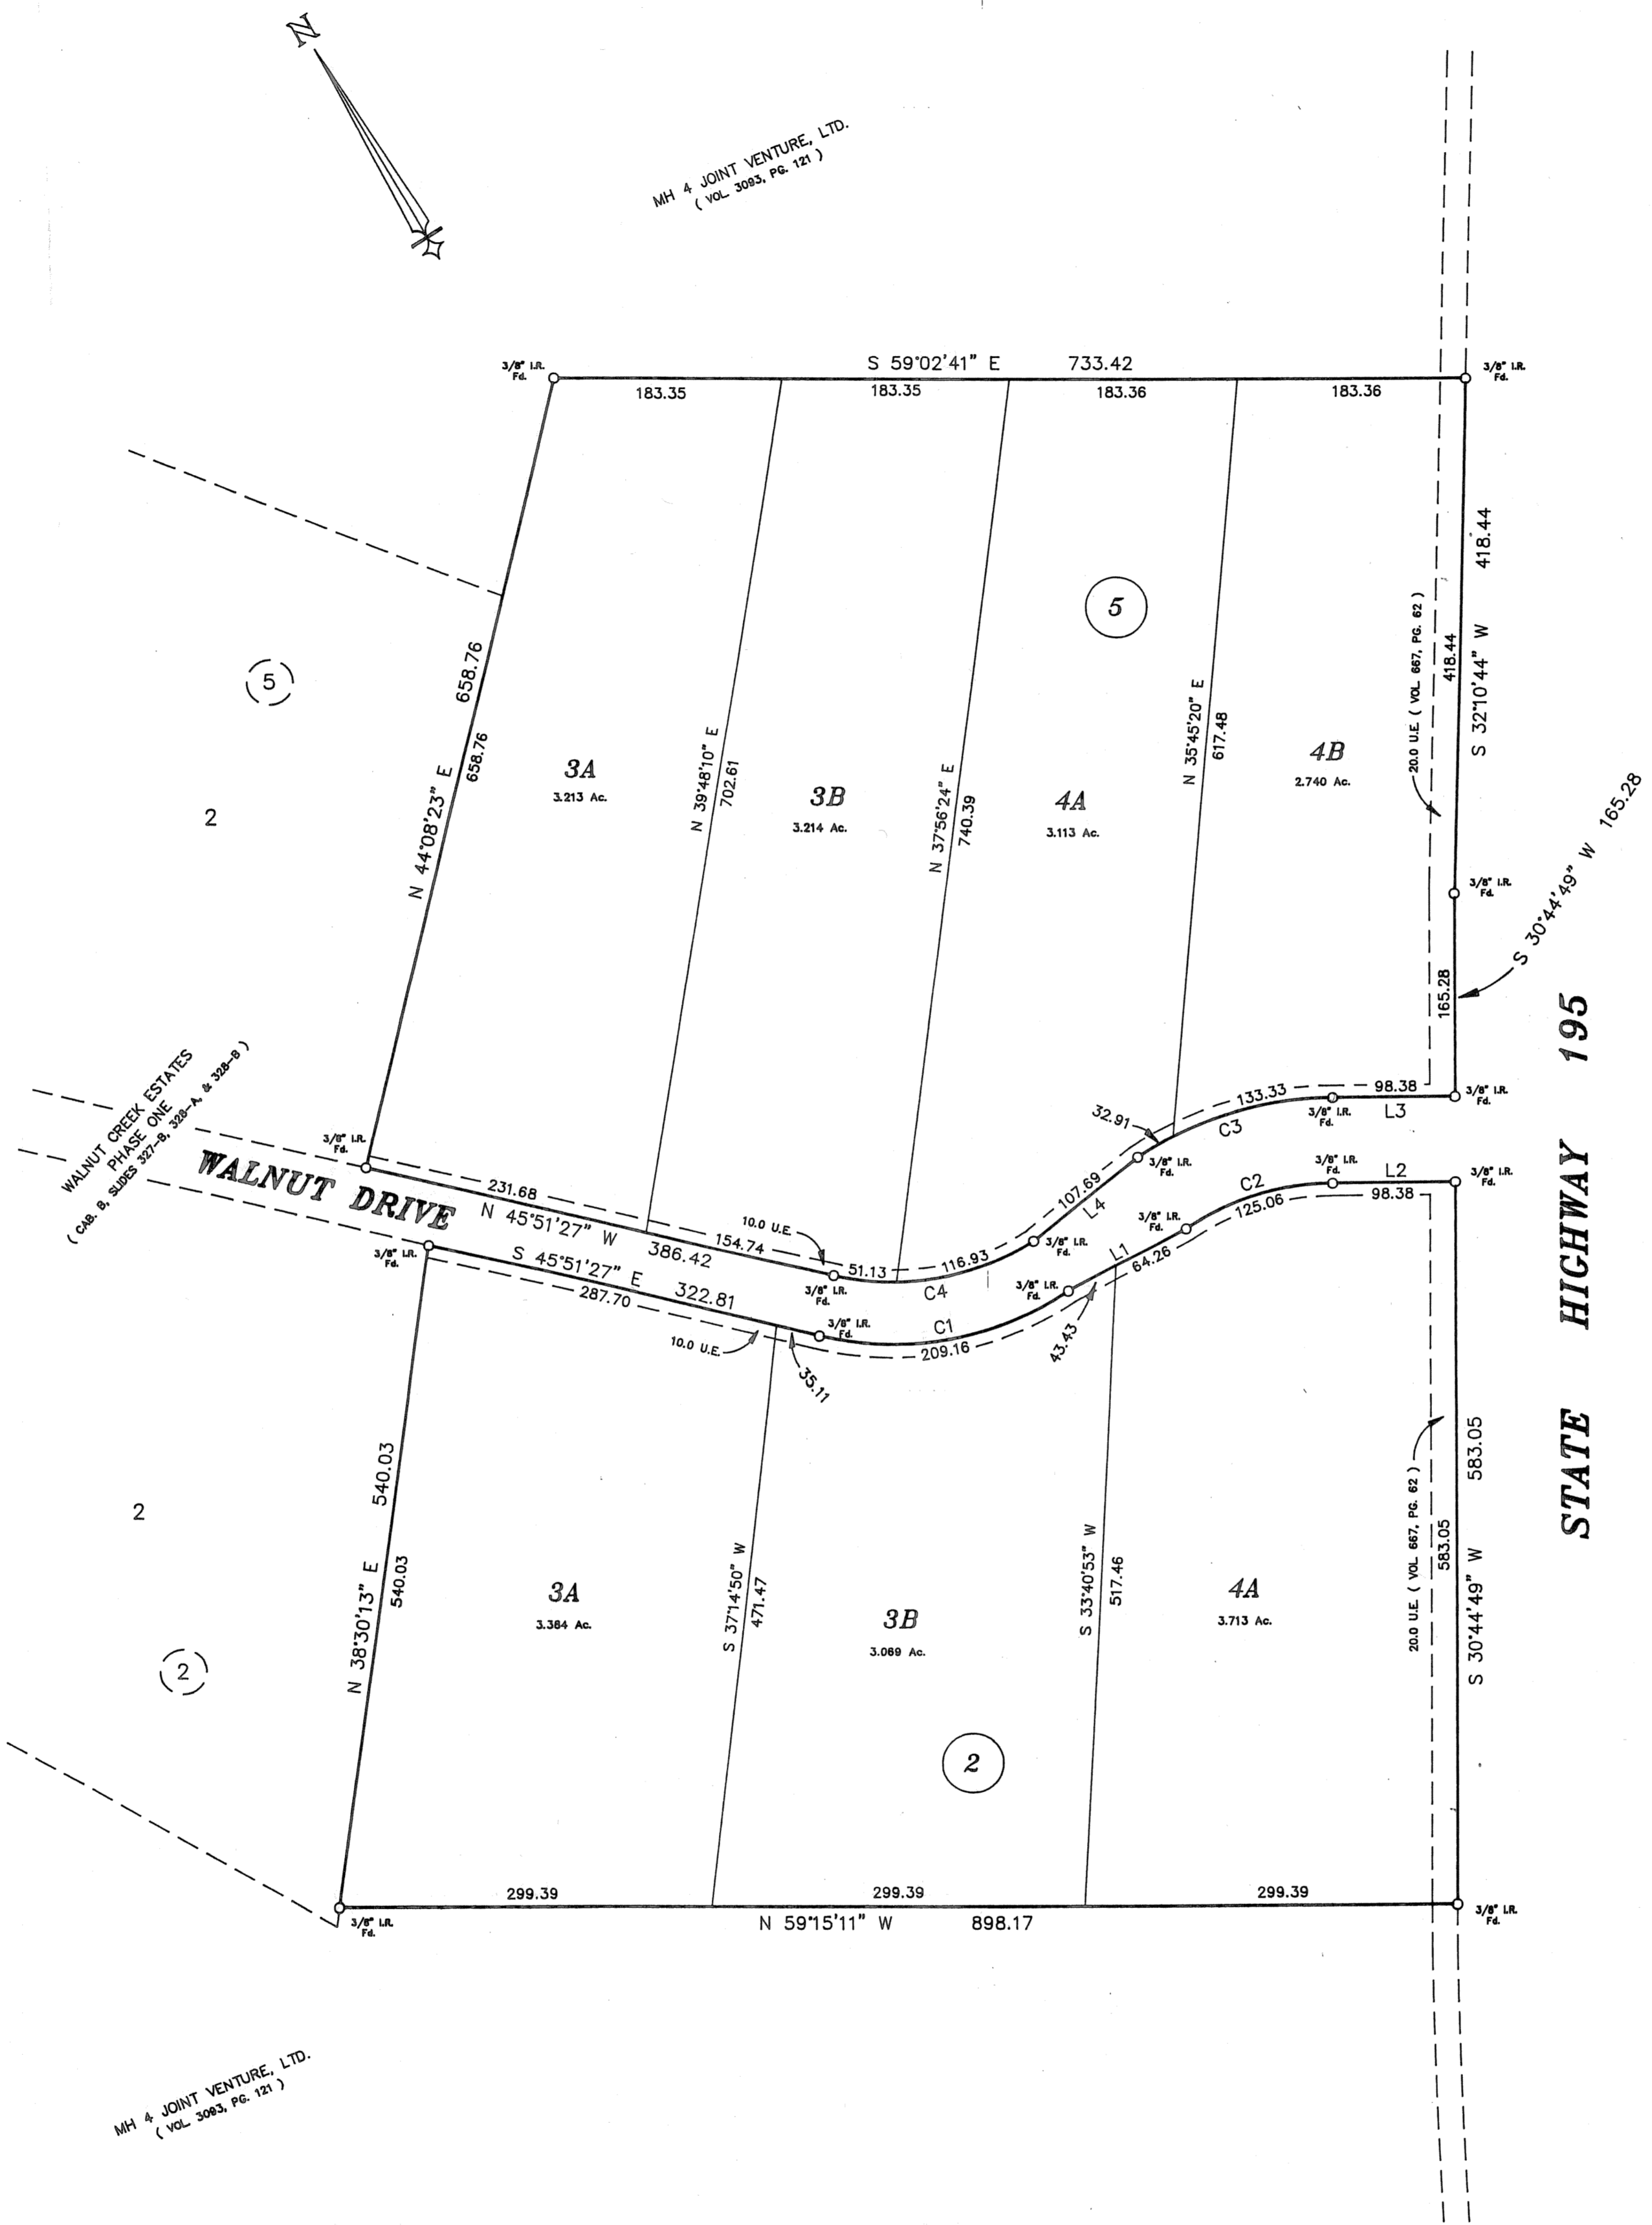 N
MH 4 JOINT VENTURE, LTD.
( VOL. 3093, PG. 121 )
S 59°02'41" E 733.42
3/8" I.R.
Fd.
3/8" I.R.
Fd.
183.35
183.35
183.36
183.36
418.44
S 32°10'44" W
418.44
20.0 U.E. ( VOL. 667, PG. 62 )
5
5
658.76
N 44°08'23" E
658.76
N 39°48'10" E
702.61
N 37°56'24" E
740.39
N 35°45'20" E
617.48
3A
3.213 Ac.
3B
3.214 Ac.
4A
3.113 Ac.
4B
2.740 Ac.
2
3/8" I.R.
Fd.
S 30°44'49" W 165.28
165.28
STATE HIGHWAY 195
WALNUT CREEK ESTATES
PHASE ONE
( CAB. 8, SLIDES 327-B, 328-A, & 328-B )
3/8" I.R.
Fd.
WALNUT DRIVE
231.68
N 45°51'27" W 386.42
154.74
10.0 U.E.
3/8" I.R.
Fd.
51.13
116.93
C4
3/8" I.R.
Fd.
107.69
L4
32.91
3/8" I.R.
Fd.
133.33
C3
3/8" I.R.
Fd.
98.38
L3
3/8" I.R.
Fd.
3/8" I.R.
Fd.
S 45°51'27" E 322.81
287.70
10.0 U.E.
35.11
3/8" I.R.
Fd.
C1
209.16
3/8" I.R.
Fd.
43.43
L1
64.26
3/8" I.R.
Fd.
C2
125.06
3/8" I.R.
Fd.
L2
98.38
3/8" I.R.
Fd.
540.03
N 38°30'13" E
540.03
S 37°14'50" W
471.47
S 33°40'53" W
517.46
583.05
S 30°44'49" W
583.05
20.0 U.E. ( VOL. 667, PG. 62 )
2
3A
3.364 Ac.
3B
3.069 Ac.
4A
3.713 Ac.
2
2
299.39
299.39
299.39
N 59°15'11" W 898.17
3/8" I.R.
Fd.
3/8" I.R.
Fd.
MH 4 JOINT VENTURE, LTD.
( VOL. 3093, PG. 121 )